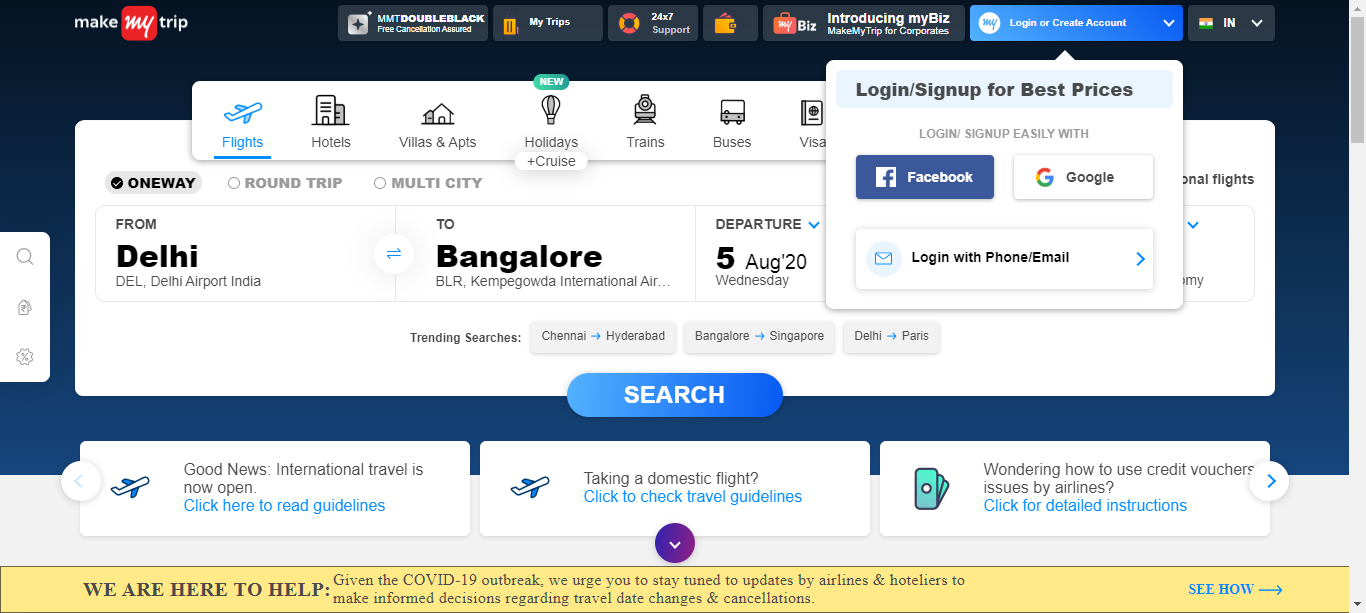 make my trip
MMTDOUBLEBLACK
Free Cancellation Assured
My Trips
24x7
Support
my Biz
Introducing myBiz
MakeMyTrip for Corporates
my
Login or Create Account
IN
Login/Signup for Best Prices
LOGIN/ SIGNUP EASILY WITH
Facebook
Google
Login with Phone/Email
NEW
Flights
Hotels
Villas & Apts
Holidays
Trains
Buses
Visa
+Cruise
ONEWAY
ROUND TRIP
MULTI CITY
onal flights
FROM
Delhi
DEL, Delhi Airport India
TO
Bangalore
BLR, Kempegowda International Air...
DEPARTURE
5 Aug'20
Wednesday
omy
Trending Searches:
Chennai → Hyderabad
Bangalore → Singapore
Delhi → Paris
SEARCH
Good News: International travel is
now open.
Click here to read guidelines
Taking a domestic flight?
Click to check travel guidelines
Wondering how to use credit vouchers
issues by airlines?
Click for detailed instructions
WE ARE HERE TO HELP:
Given the COVID-19 outbreak, we urge you to stay tuned to updates by airlines & hoteliers to
make informed decisions regarding travel date changes & cancellations.
SEE HOW